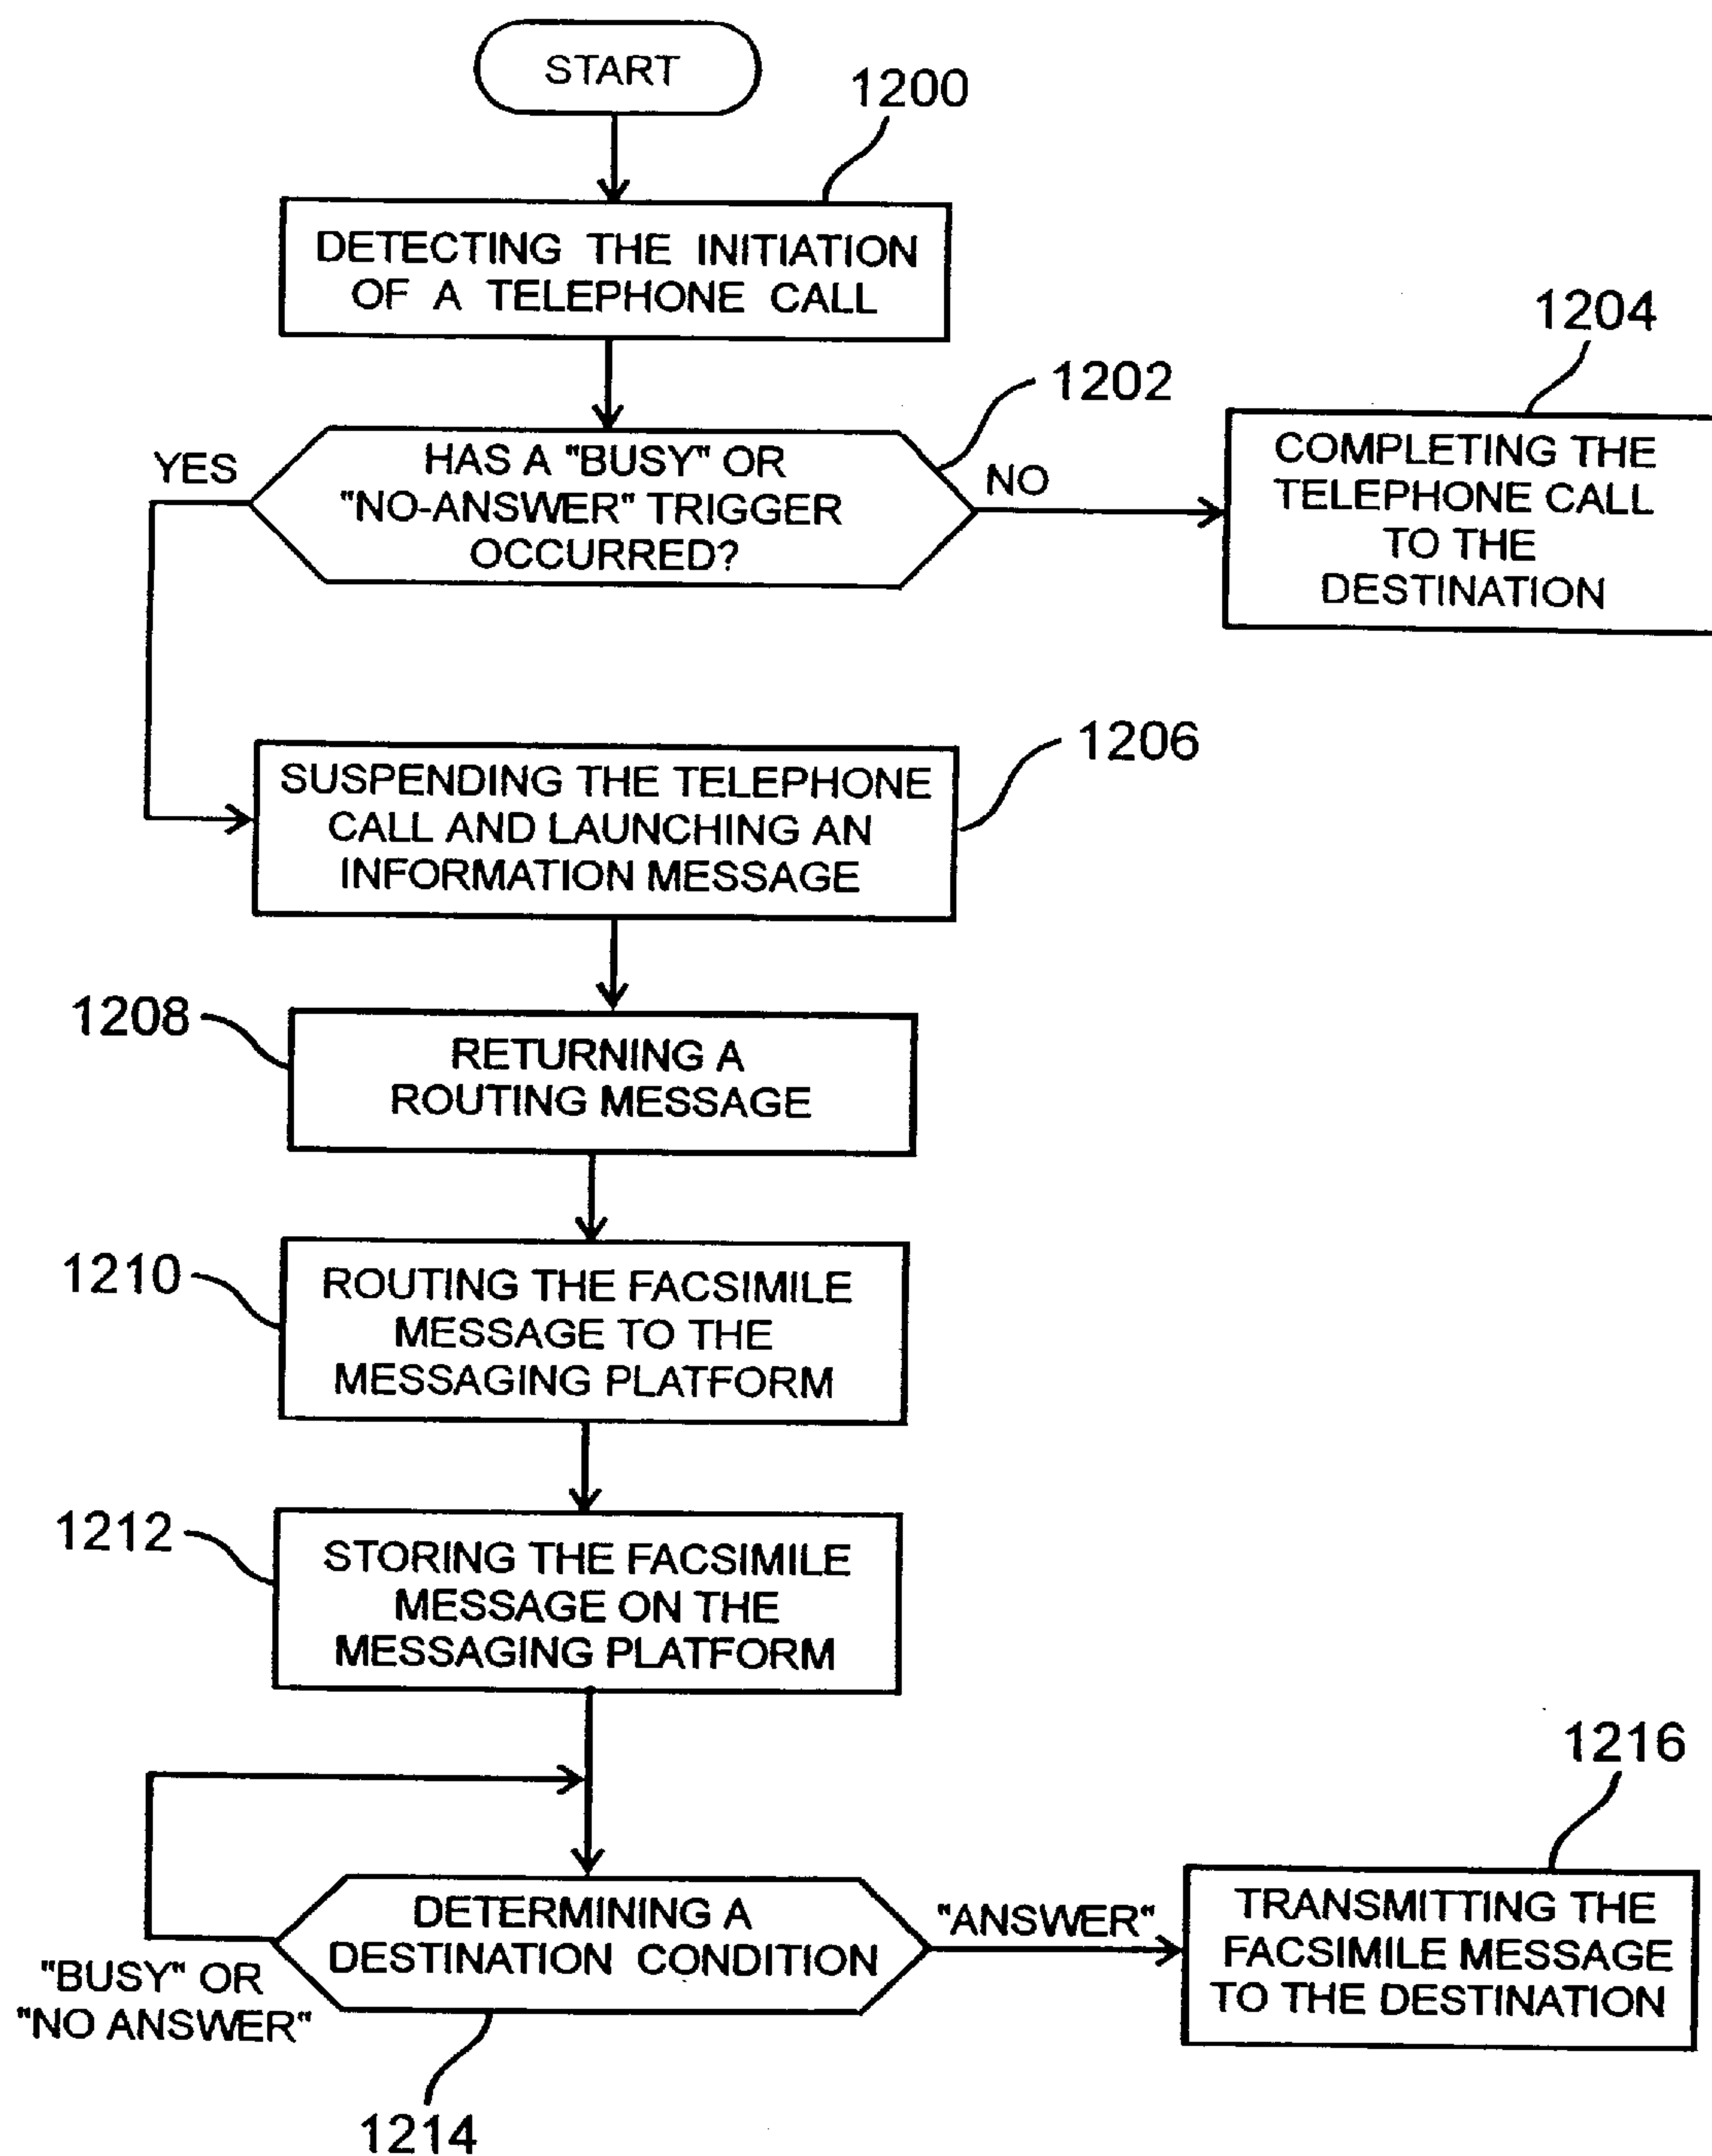 START
1200
DETECTING THE INITIATION
OF A TELEPHONE CALL
1202
1204
YES
HAS A "BUSY" OR
"NO-ANSWER" TRIGGER
OCCURRED?
NO
COMPLETING THE
TELEPHONE CALL
TO THE
DESTINATION
1206
SUSPENDING THE TELEPHONE
CALL AND LAUNCHING AN
INFORMATION MESSAGE
1208
RETURNING A
ROUTING MESSAGE
1210
ROUTING THE FACSIMILE
MESSAGE TO THE
MESSAGING PLATFORM
1212
STORING THE FACSIMILE
MESSAGE ON THE
MESSAGING PLATFORM
1216
"BUSY" OR
"NO ANSWER"
DETERMINING A
DESTINATION CONDITION
"ANSWER"
TRANSMITTING THE
FACSIMILE MESSAGE
TO THE DESTINATION
1214